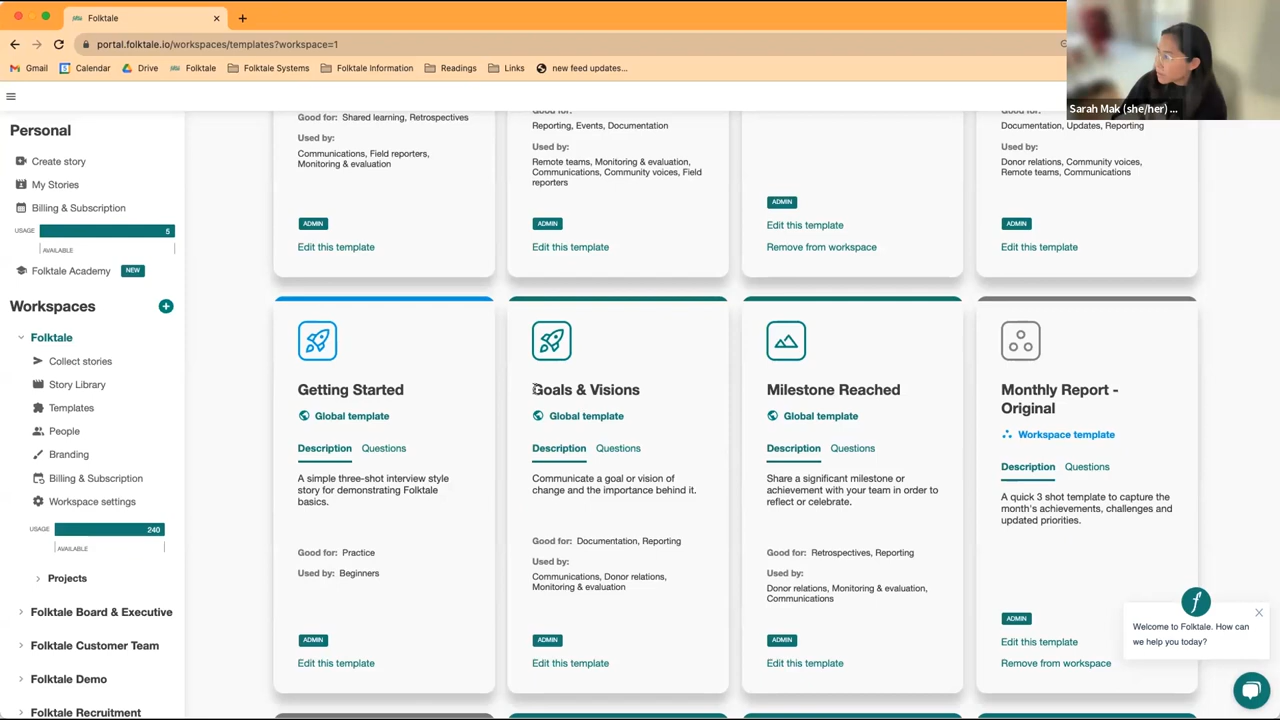 Folktale
portal.folktale.io/workspaces/templates?workspace=1
Gmail Calendar Drive Folktale Folktale Systems Folktale Information Readings Links new feed updates...
Sarah Mak (she/her) ...
Personal
Create story
My Stories
Billing & Subscription
USAGE 5
AVAILABLE
Folktale Academy NEW
Workspaces
Folktale
Collect stories
Story Library
Templates
People
Branding
Billing & Subscription
Workspace settings
USAGE 240
AVAILABLE
Projects
Folktale Board & Executive
Folktale Customer Team
Folktale Demo
Folktale Recruitment
Good for: Shared learning, Retrospectives
Used by:
Communications, Field reporters,
Monitoring & evaluation
ADMIN
Edit this template
Good for:
Reporting, Events, Documentation
Used by:
Remote teams, Monitoring & evaluation,
Communications, Community voices, Field
reporters
ADMIN
Edit this template
ADMIN
Edit this template
Remove from workspace
Good for:
Documentation, Updates, Reporting
Used by:
Donor relations, Community voices,
Remote teams, Communications
ADMIN
Edit this template
Getting Started
Global template
Description Questions
A simple three-shot interview style
story for demonstrating Folktale
basics.
Good for: Practice
Used by: Beginners
ADMIN
Edit this template
Goals & Visions
Global template
Description Questions
Communicate a goal or vision of
change and the importance behind it.
Good for: Documentation, Reporting
Used by:
Communications, Donor relations,
Monitoring & evaluation
ADMIN
Edit this template
Milestone Reached
Global template
Description Questions
Share a significant milestone or
achievement with your team in order to
reflect or celebrate.
Good for: Retrospectives, Reporting
Used by:
Donor relations, Monitoring & evaluation,
Communications
ADMIN
Edit this template
Monthly Report -
Original
Workspace template
Description Questions
A quick 3 shot template to capture the
month's achievements, challenges and
updated priorities.
ADMIN
Edit this template
Remove from workspace
Welcome to Folktale. How can
we help you today?